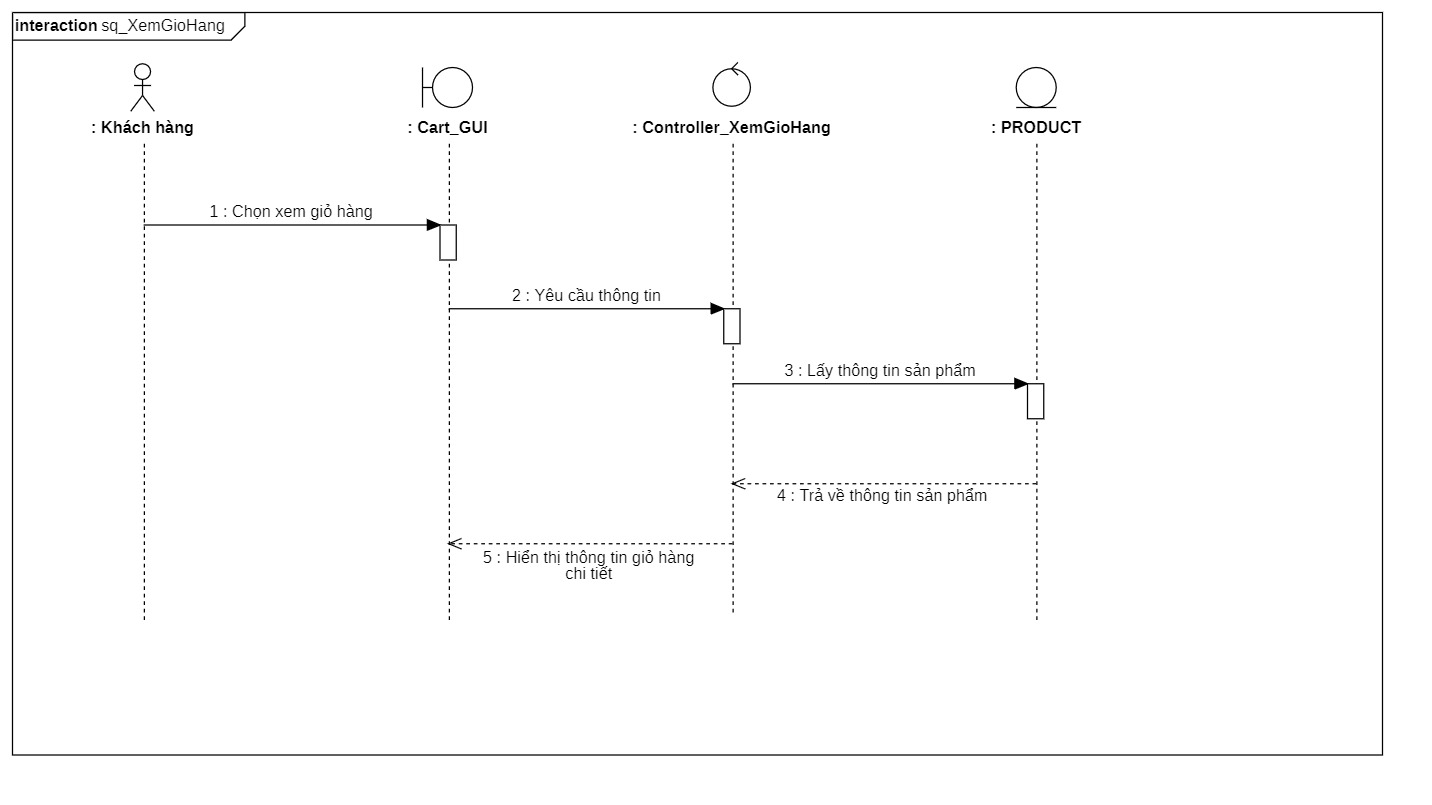 interaction sq_XemGioHang
: Khách hàng
: Cart_GUI
: Controller_XemGioHang
: PRODUCT
1 : Chọn xem giỏ hàng
2 : Yêu cầu thông tin
3 : Lấy thông tin sản phẩm
4 : Trả về thông tin sản phẩm
5 : Hiển thị thông tin giỏ hàng
chi tiết